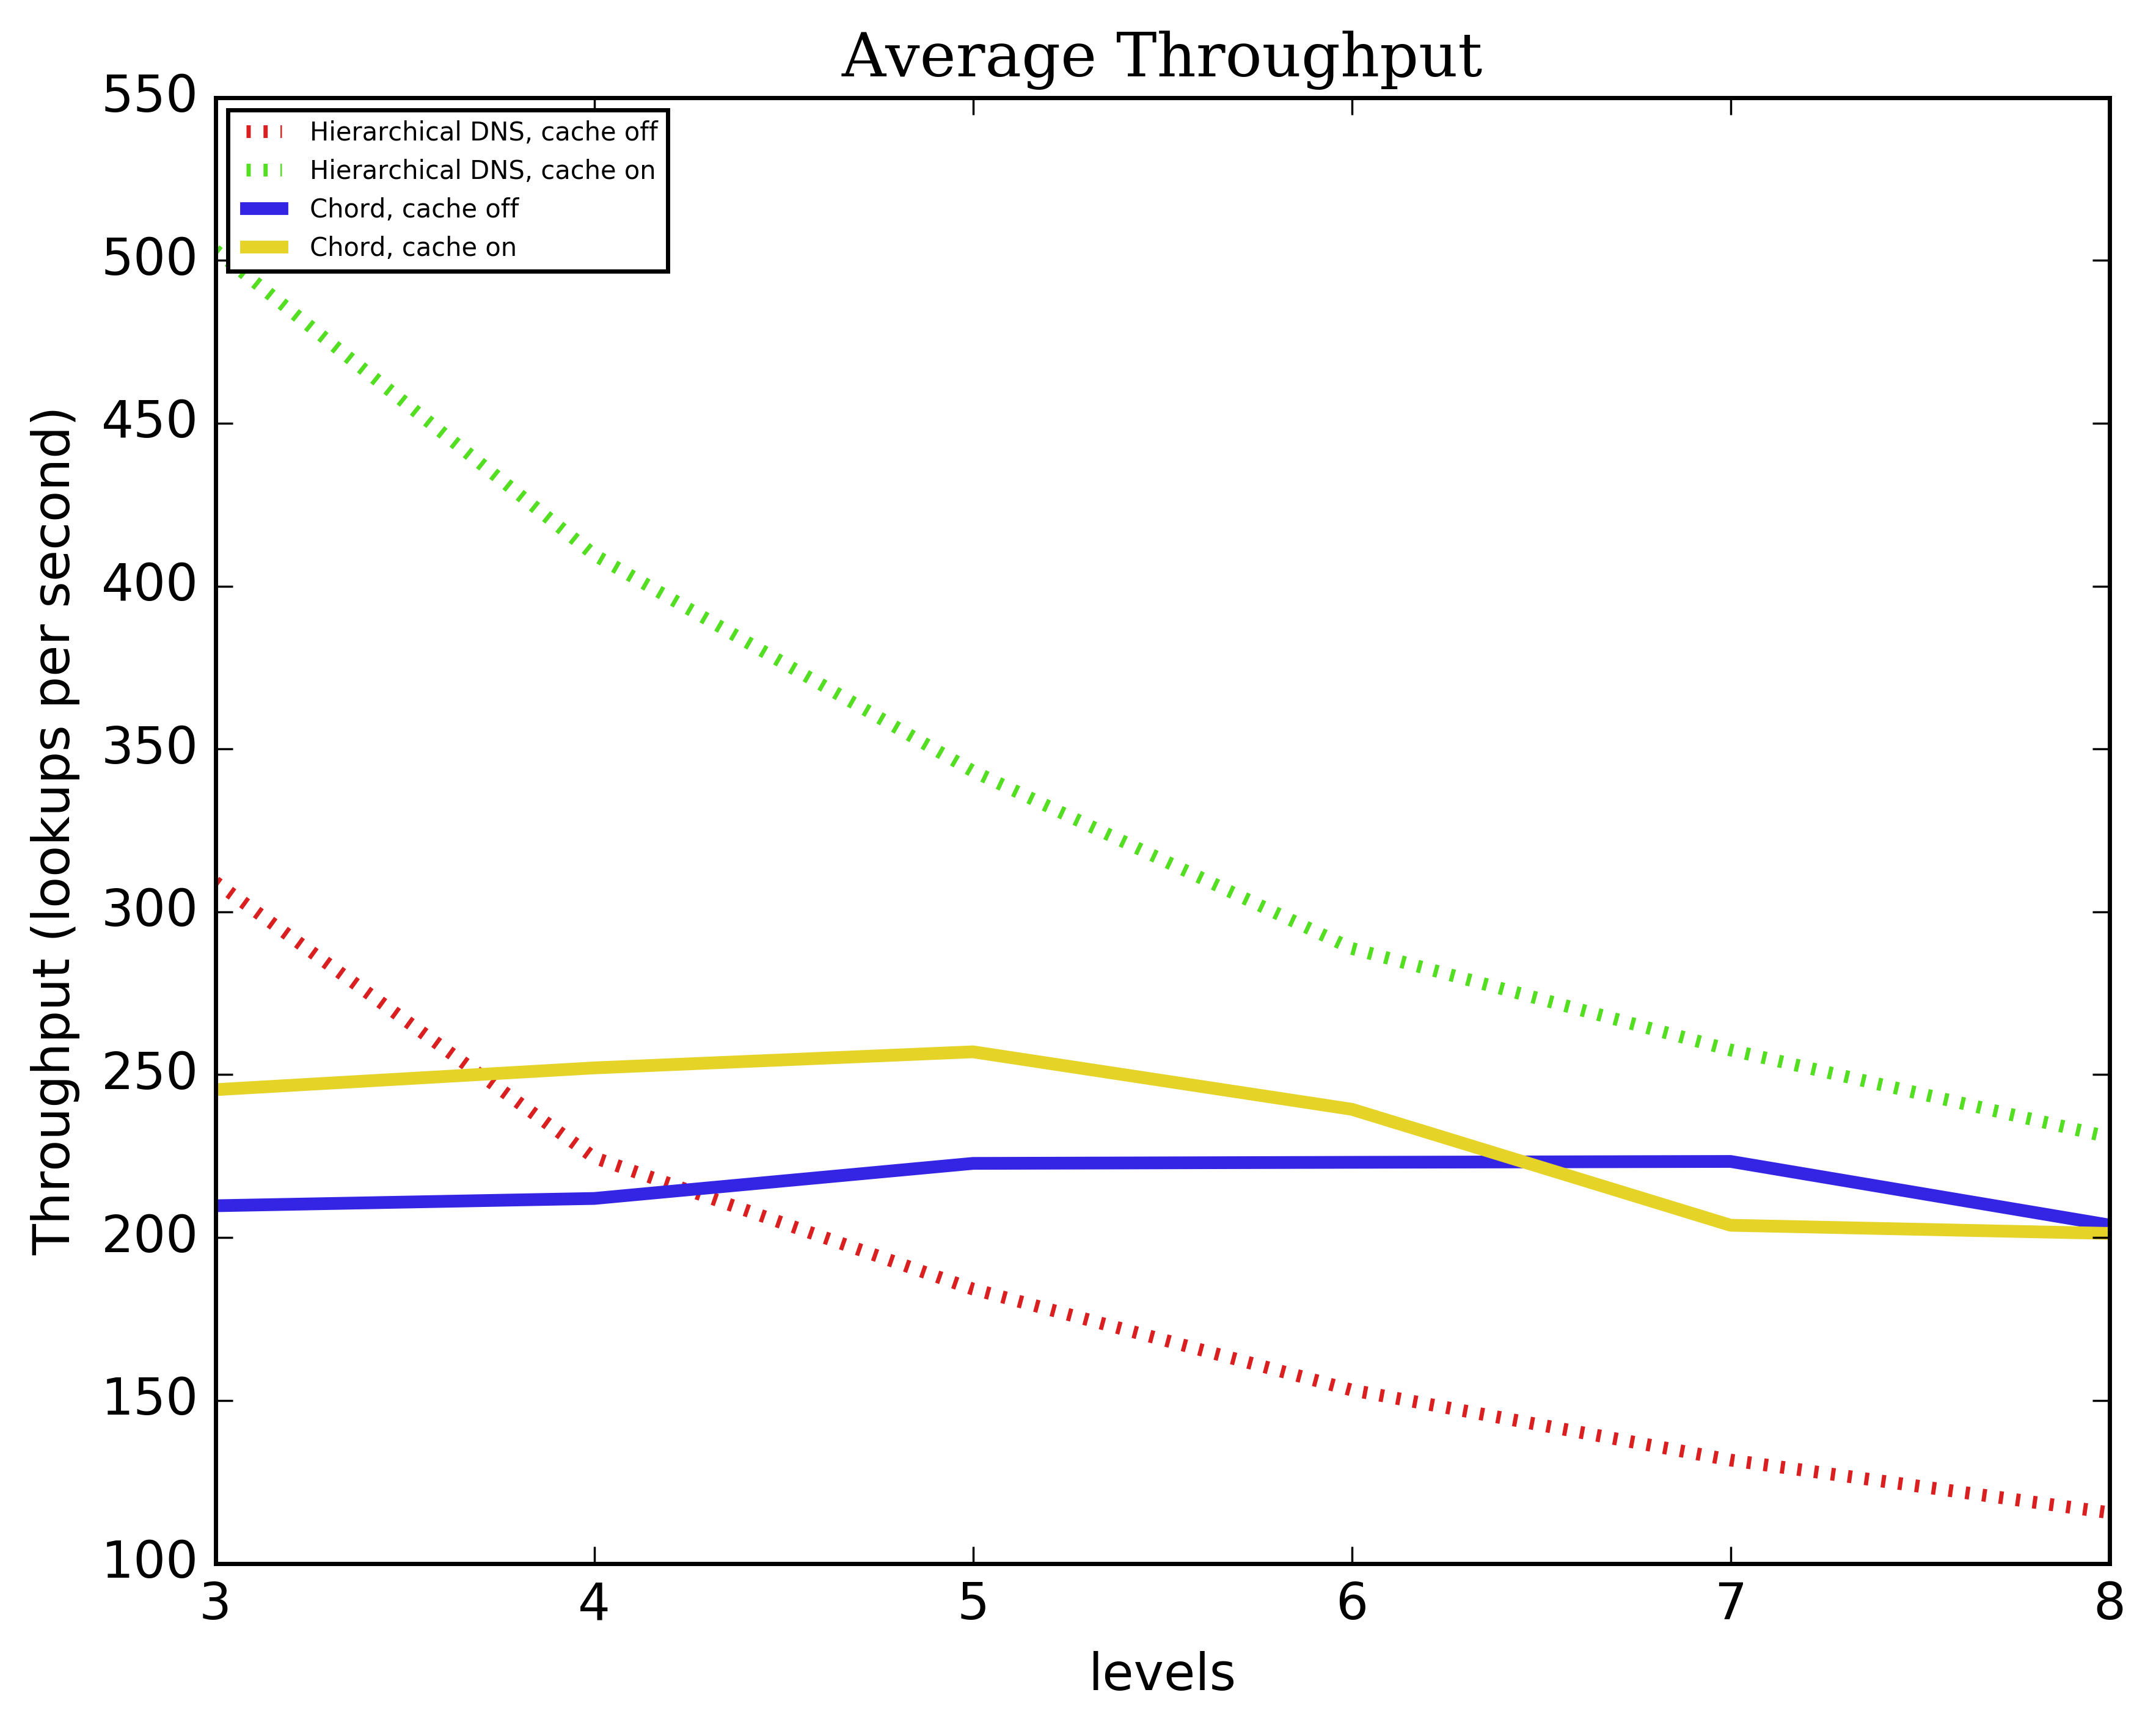 Average Throughput
Hierarchical DNS, cache off
Hierarchical DNS, cache on
Chord, cache off
Chord, cache on
Throughput (lookups per second)
550
500
450
400
350
300
250
200
150
100
3 4 5 6 7 8
levels